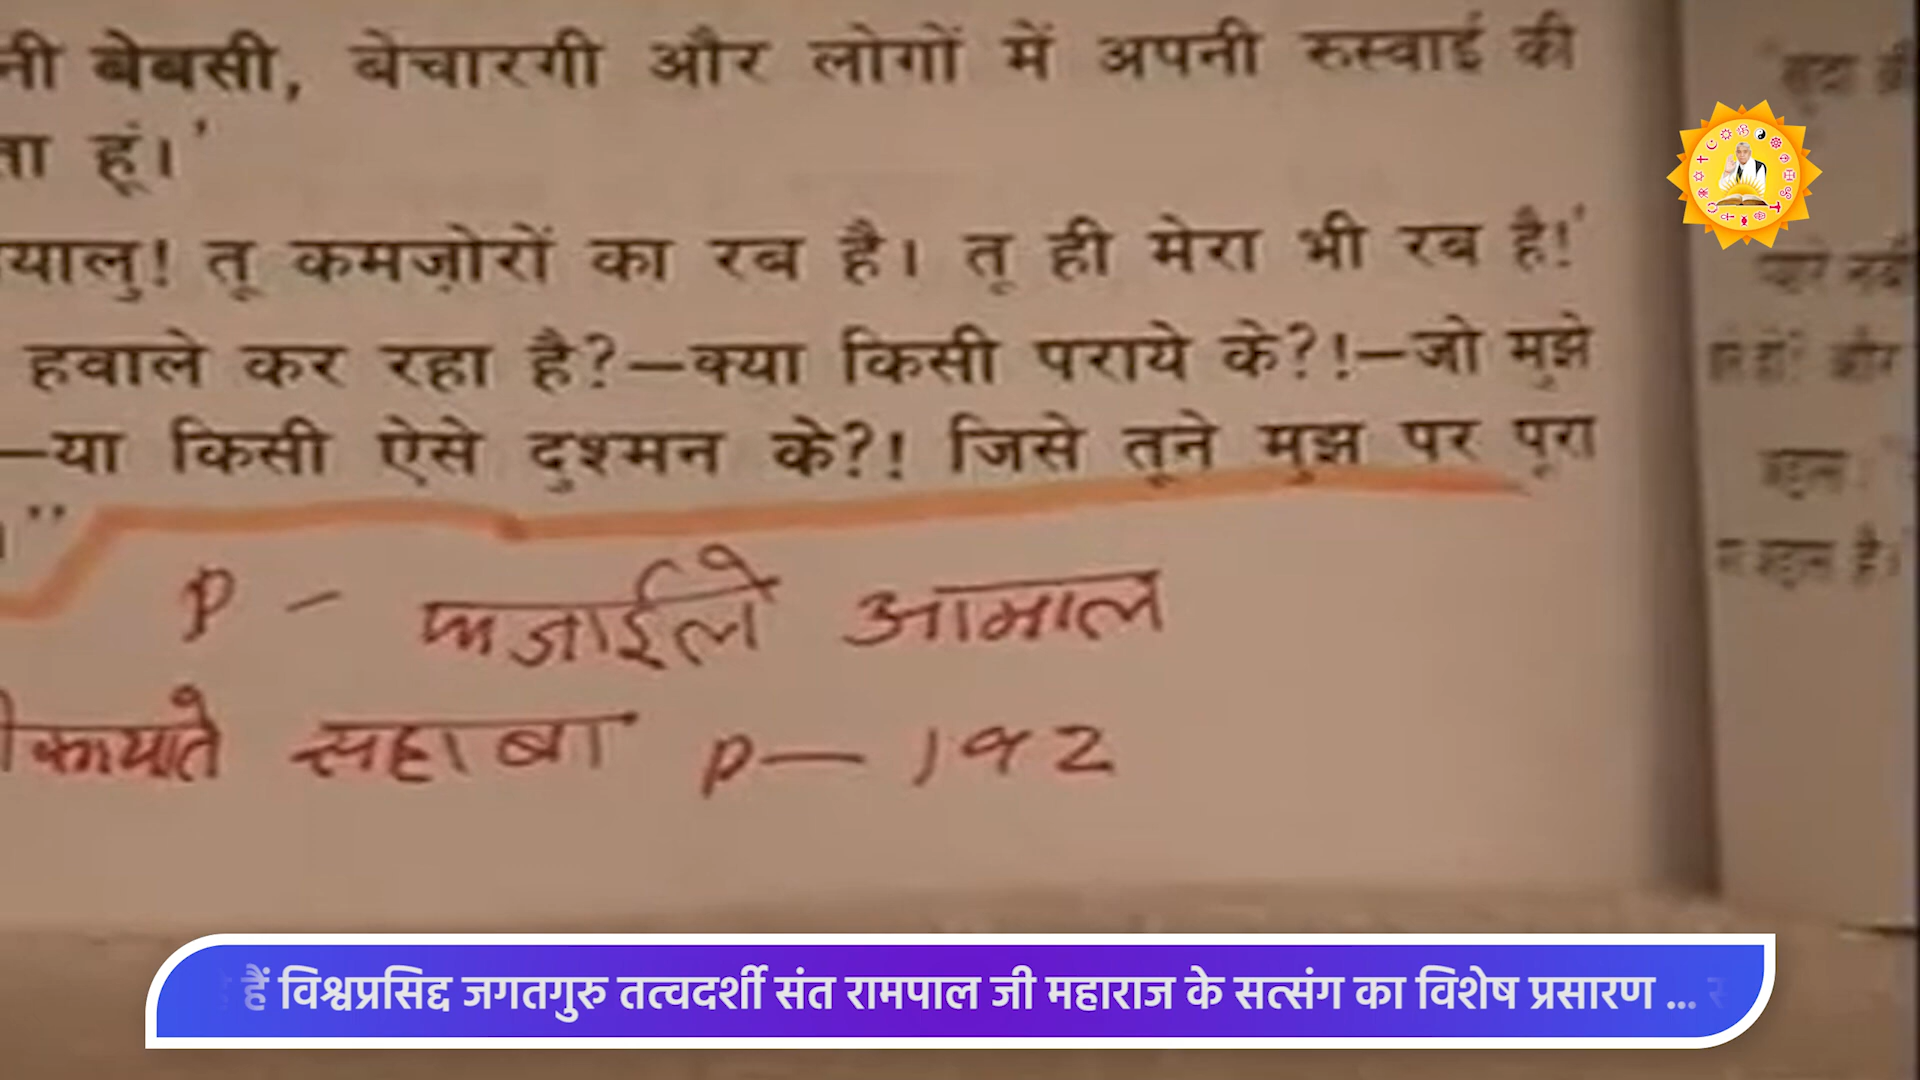 नी बेबसी, बेचारगी और लोगों में अपनी रुस्वाई की
ता हूं।'
यालु! तू कमज़ोरों का रब है। तू ही मेरा भी रब है!'
हवाले कर रहा है?—क्या किसी पराये के?!—जो मुझे
—या किसी ऐसे दुश्मन के?! जिसे तूने मुझ पर पूरा
।”
P - फजाईले आमाल
कायाते सहाबा P— 192
और
है।
हैं विश्वप्रसिद्द जगतगुरु तत्वदर्शी संत रामपाल जी महाराज के सत्संग का विशेष प्रसारण ...